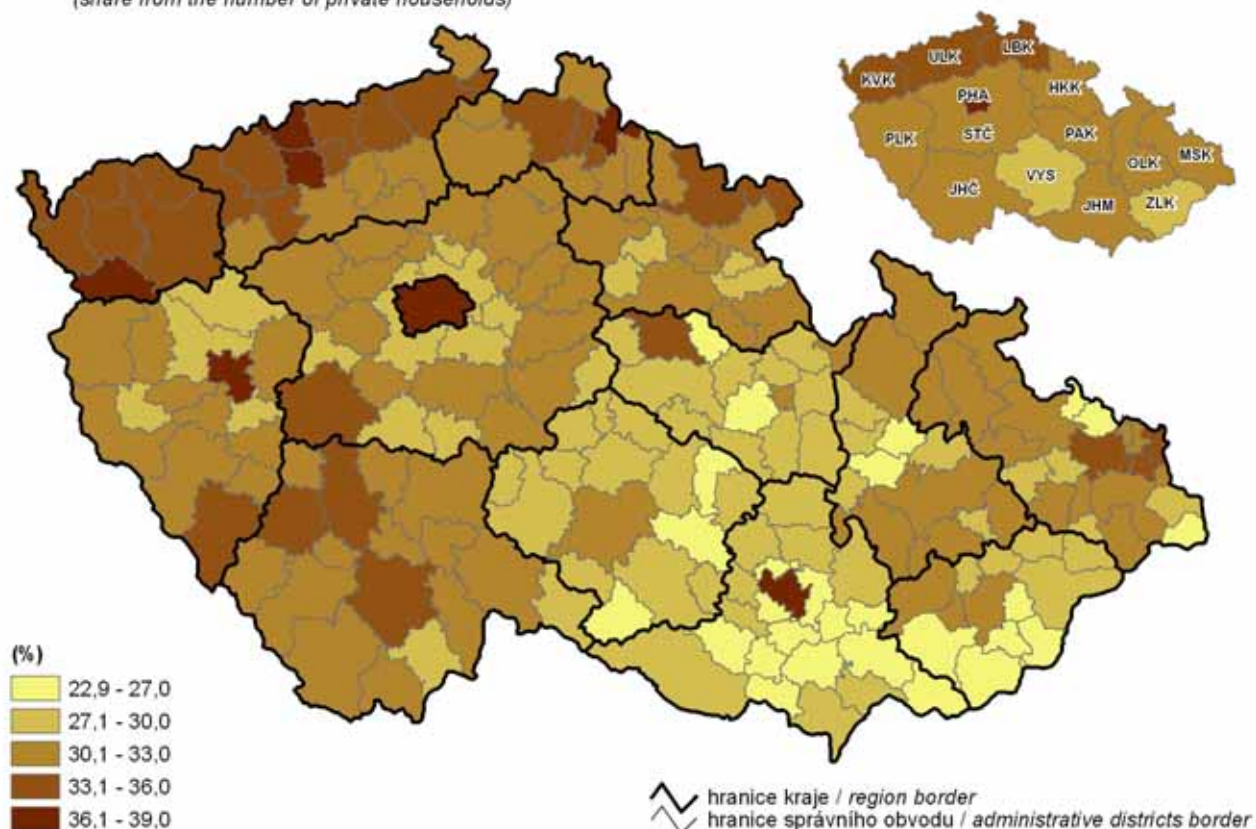 (share from the number of private households)
KVK
ULK
LBK
PHA
HKK
PLK
STČ
PAK
OLK
MSK
JHČ
VYS
JHM
ZLK
(%)
22,9 - 27,0
27,1 - 30,0
30,1 - 33,0
33,1 - 36,0
36,1 - 39,0
hranice kraje / region border
hranice správního obvodu / administrative districts border